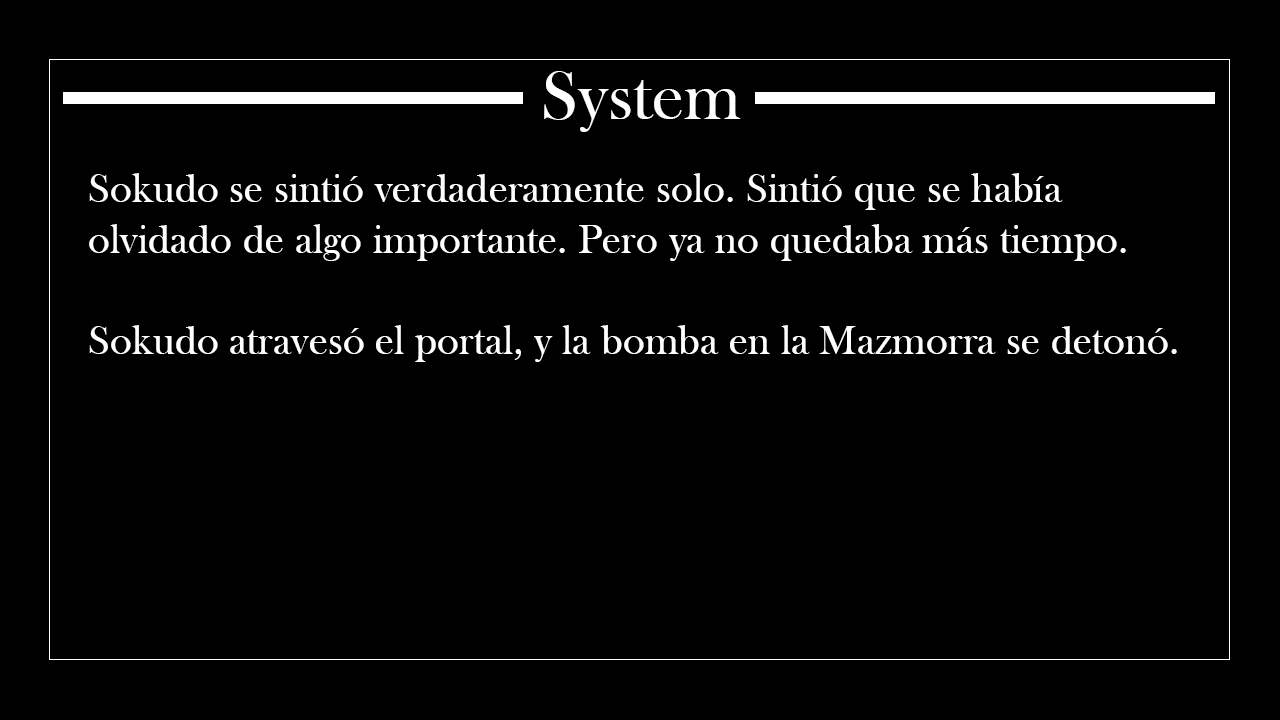 System
Sokudo se sintió verdaderamente solo. Sintió que se había
olvidado de algo importante. Pero ya no quedaba más tiempo.
Sokudo atravesó el portal, y la bomba en la Mazmorra se detonó.